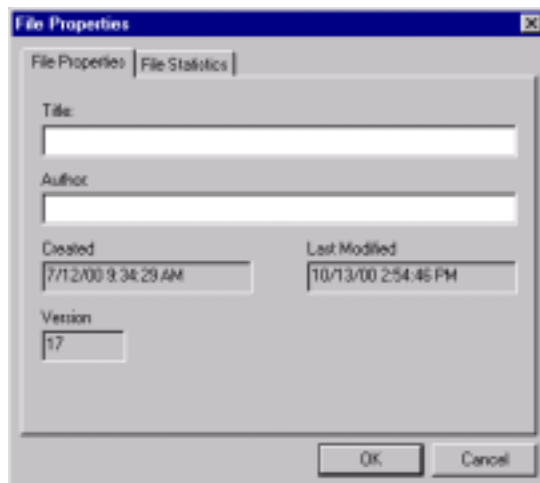 File Properties
File Properties File Statistics
Title:
Author:
Created Last Modified
7/12/00 9:34:29 AM 10/13/00 2:54:46 PM
Version
17
OK Cancel